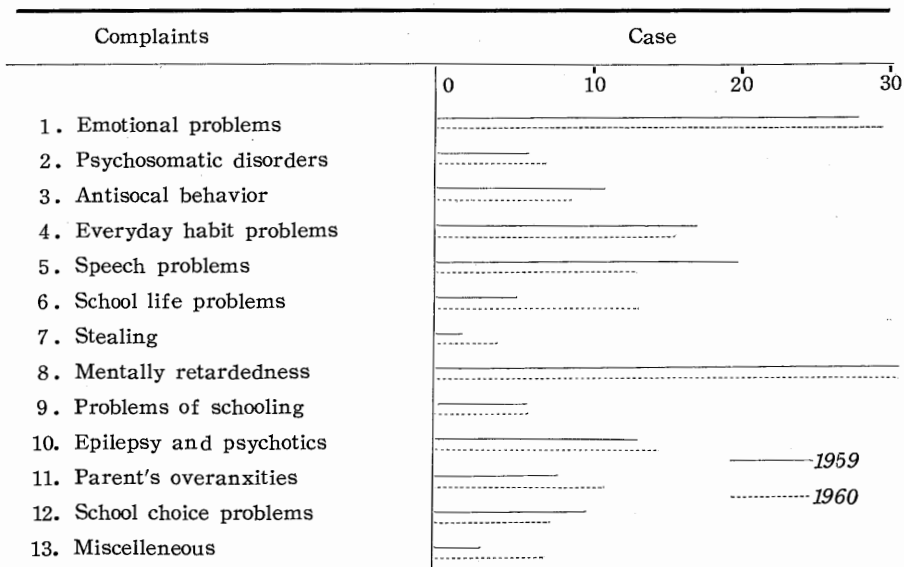 Complaints Case
0 10 20 30
1. Emotional problems
2. Psychosomatic disorders
3. Antisocal behavior
4. Everyday habit problems
5. Speech problems
6. School life problems
7. Stealing
8. Mentally retardedness
9. Problems of schooling
10. Epilepsy and psychotics
1959
11. Parent's overanxities
1960
12. School choice problems
13. Miscelleneous